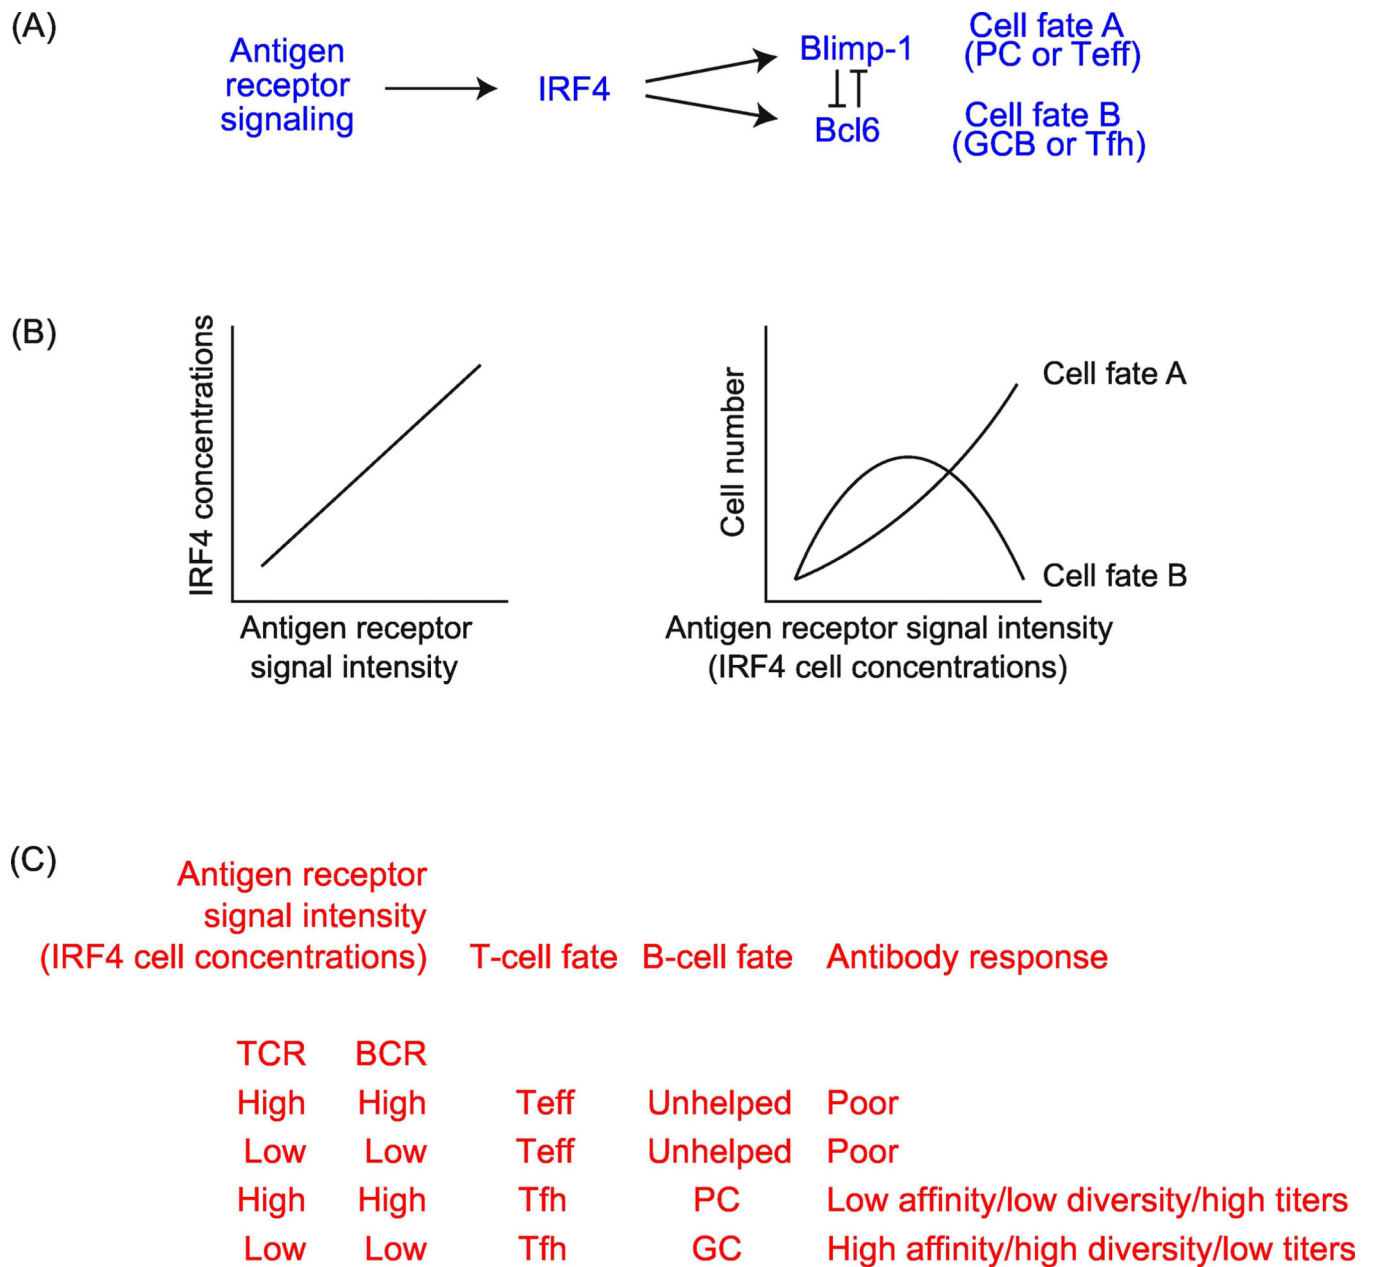 (A)
Antigen
receptor
signaling
IRF4
Blimp-1
Bcl6
Cell fate A
(PC or Teff)
Cell fate B
(GCB or Tfh)
(B)
IRF4 concentrations
Antigen receptor
signal intensity
Cell number
Cell fate A
Cell fate B
Antigen receptor signal intensity
(IRF4 cell concentrations)
(C)
Antigen receptor
signal intensity
(IRF4 cell concentrations) T-cell fate B-cell fate Antibody response
TCR BCR
High High Teff Unhelped Poor
Low Low Teff Unhelped Poor
High High Tfh PC Low affinity/low diversity/high titers
Low Low Tfh GC High affinity/high diversity/low titers